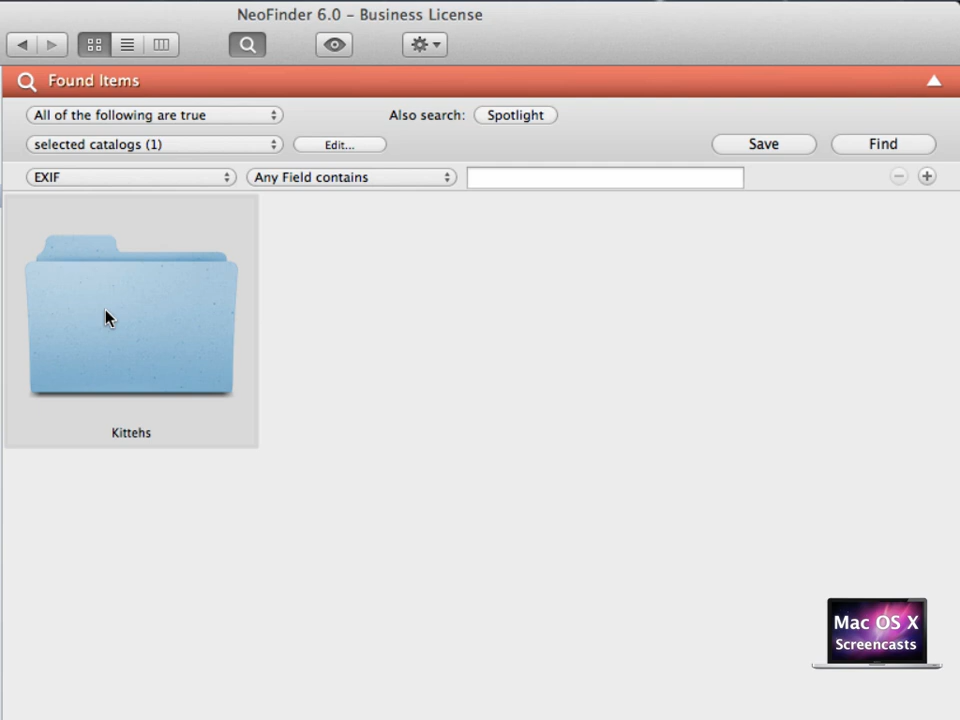 NeoFinder 6.0 – Business License
Found Items
All of the following are true
Also search: Spotlight
selected catalogs (1) Edit... Save Find
EXIF Any Field contains
Kittehs
Mac OS X
Screencasts